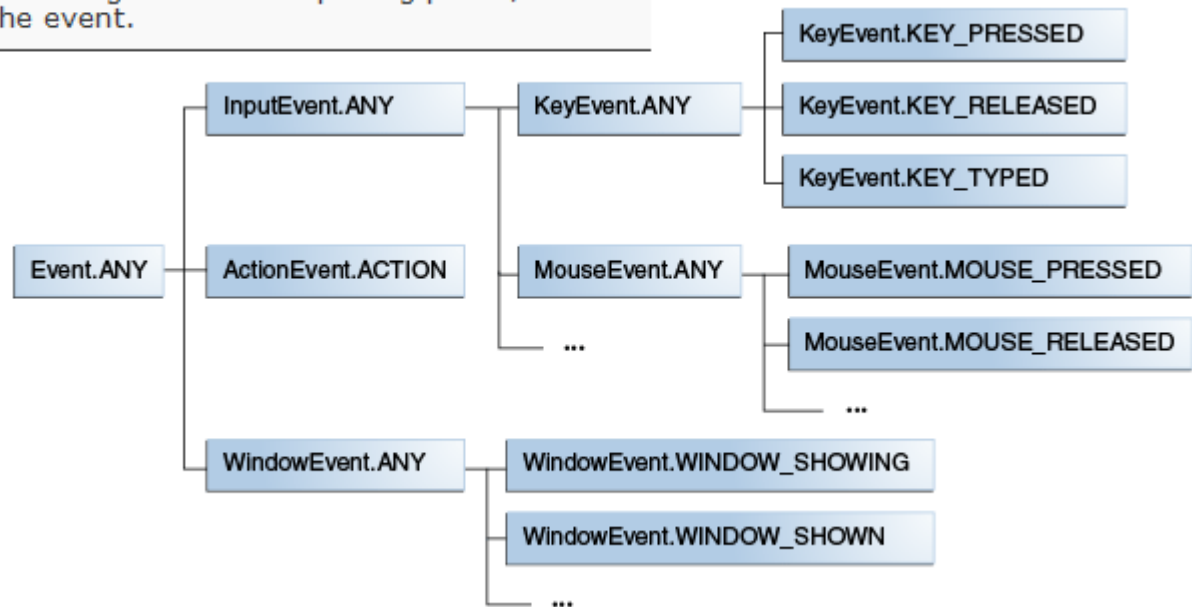 he event.
KeyEvent.KEY_PRESSED
InputEvent.ANY
KeyEvent.ANY
KeyEvent.KEY_RELEASED
KeyEvent.KEY_TYPED
Event.ANY
ActionEvent.ACTION
MouseEvent.ANY
MouseEvent.MOUSE_PRESSED
...
MouseEvent.MOUSE_RELEASED
...
WindowEvent.ANY
WindowEvent.WINDOW_SHOWING
WindowEvent.WINDOW_SHOWN
...